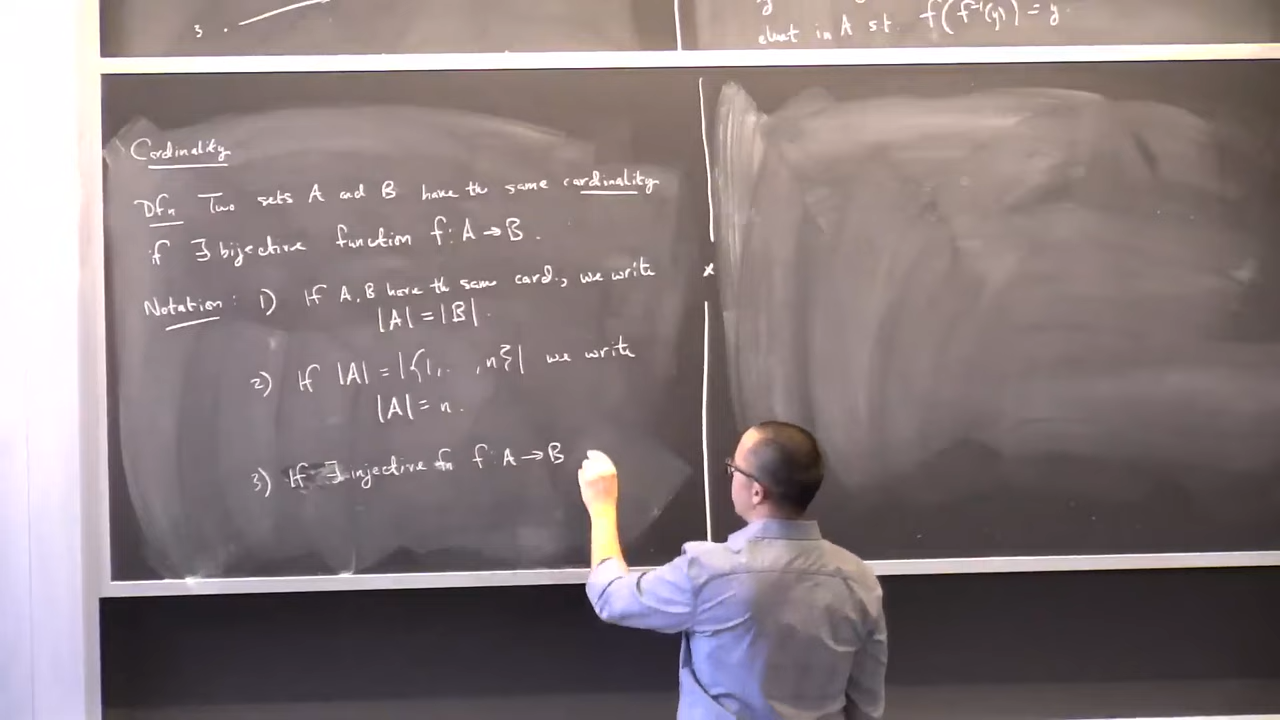 3.
y
elmt in A s.t. f(f⁻¹(y)) = y.
Cardinality
Dfn Two sets A and B have the same cardinality
if ∃ bijective function f: A → B.
Notation: 1) If A, B have the same card., we write
|A| = |B|.
2) If |A| = |{1, . . , n}| we write
|A| = n.
3) If ∃ injective fn f: A → B